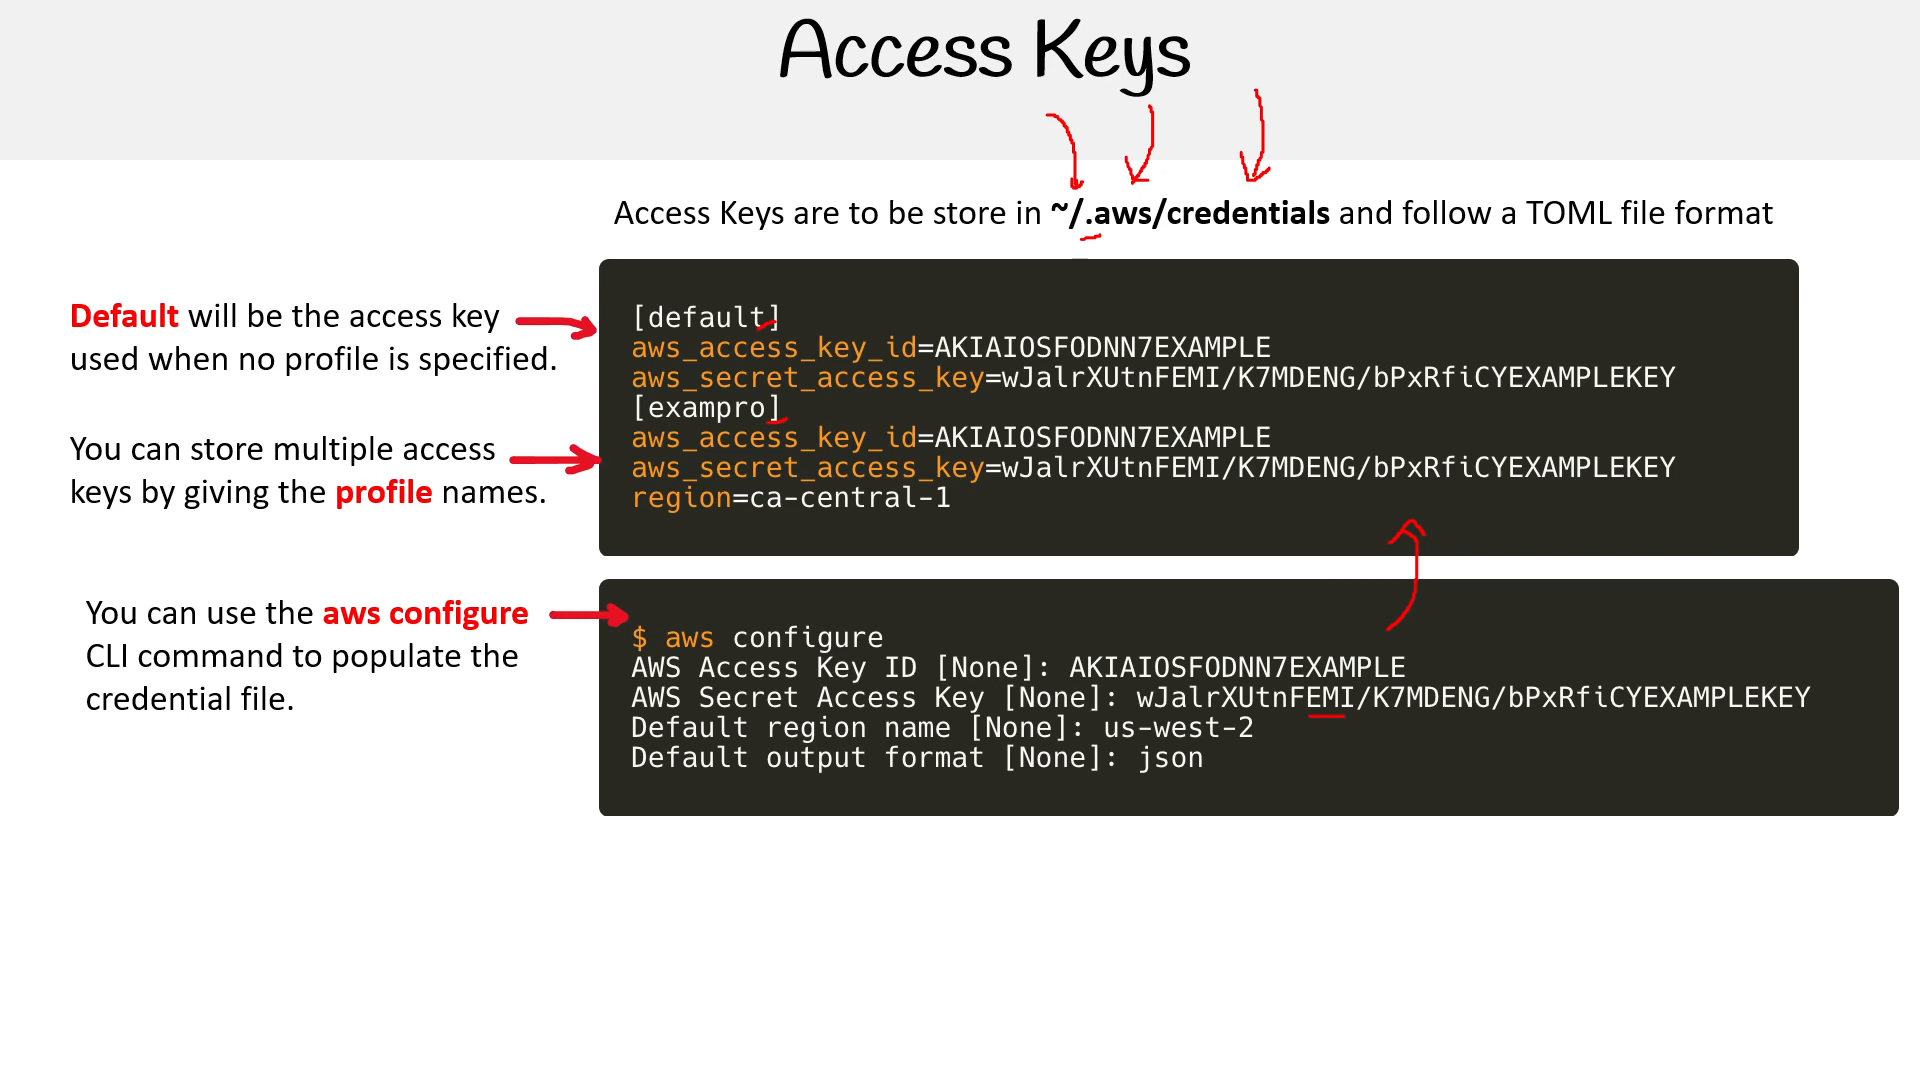 Access Keys
Access Keys are to be store in ~/.aws/credentials and follow a TOML file format
Default will be the access key
used when no profile is specified.
[default]
aws_access_key_id=AKIAIOSFODNN7EXAMPLE
aws_secret_access_key=wJalrXUtnFEMI/K7MDENG/bPxRfiCYEXAMPLEKEY
[exampro]
aws_access_key_id=AKIAIOSFODNN7EXAMPLE
aws_secret_access_key=wJalrXUtnFEMI/K7MDENG/bPxRfiCYEXAMPLEKEY
region=ca-central-1
You can store multiple access
keys by giving the profile names.
You can use the aws configure
CLI command to populate the
credential file.
$ aws configure
AWS Access Key ID [None]: AKIAIOSFODNN7EXAMPLE
AWS Secret Access Key [None]: wJalrXUtnFEMI/K7MDENG/bPxRfiCYEXAMPLEKEY
Default region name [None]: us-west-2
Default output format [None]: json